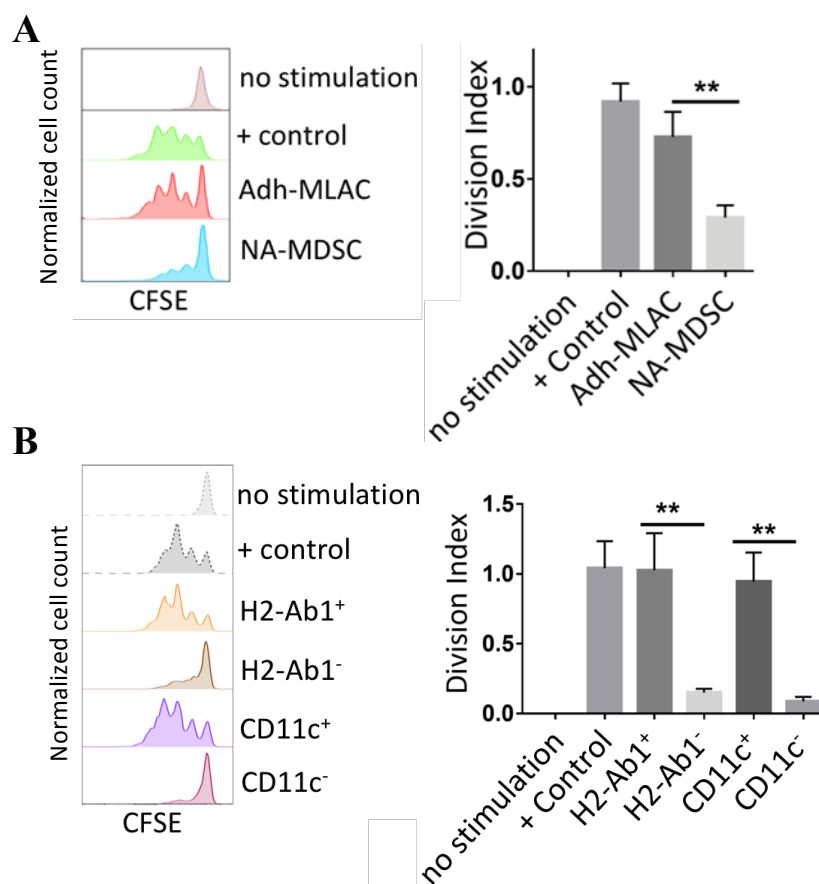 A
Normalized cell count
no stimulation
+ control
Adh-MLAC
NA-MDSC
CFSE
Division Index
1.0
0.5
0.0
**
no stimulation
+ Control
Adh-MLAC
NA-MDSC
B
Normalized cell count
no stimulation
+ control
H2-Ab1⁺
H2-Ab1⁻
CD11c⁺
CD11c⁻
CFSE
Division Index
1.5
1.0
0.5
0.0
**
**
no stimulation
+ Control
H2-Ab1⁺
H2-Ab1⁻
CD11c⁺
CD11c⁻